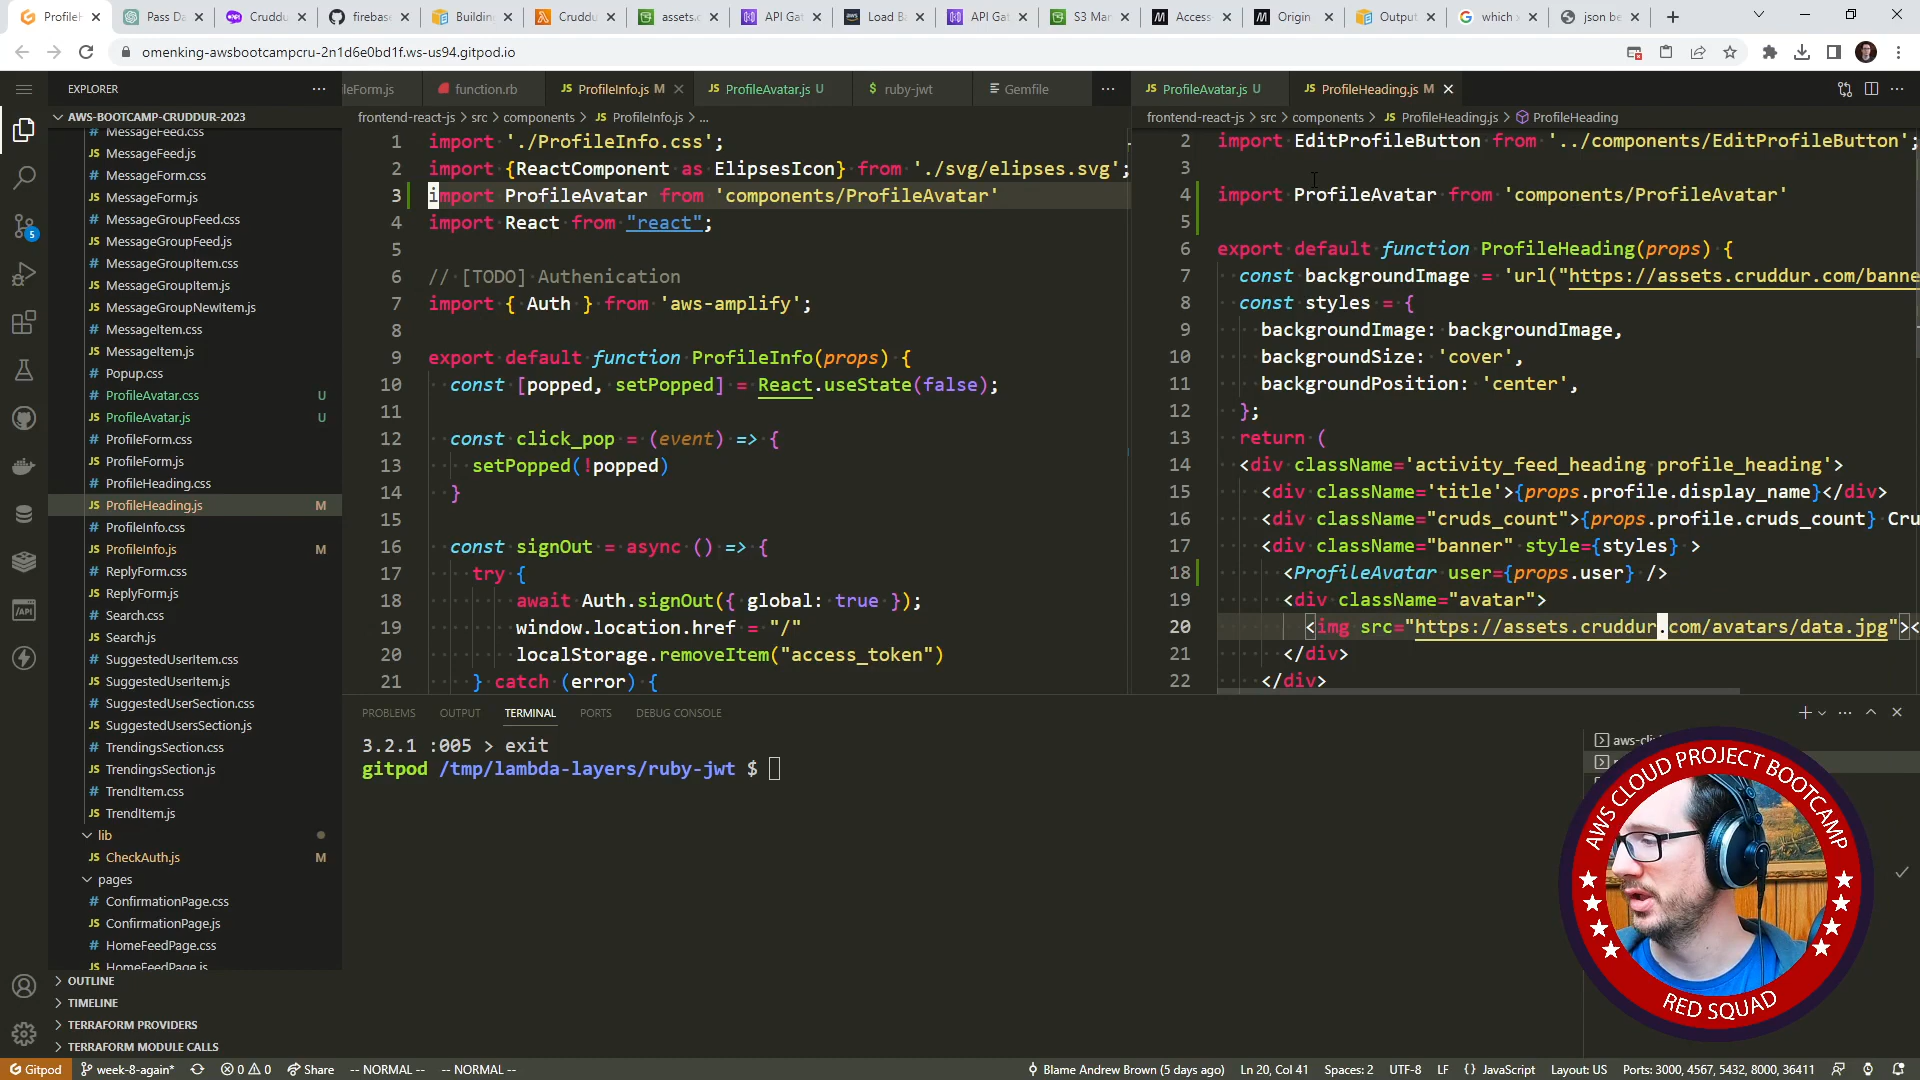 ProfileI
Pass Da
Cruddu
firebase
Building
Cruddu
assets.c
API Gat
Load Ba
API Gat
S3 Man
Access
Origin
Output
which x
json be
omenking-awsbootcampcru-2n1d6e0bd1f.ws-us94.gitpod.io
EXPLORER
AWS-BOOTCAMP-CRUDDUR-2023
MessageFeed.css
MessageFeed.js
MessageForm.css
MessageForm.js
MessageGroupFeed.css
MessageGroupFeed.js
MessageGroupItem.css
MessageGroupItem.js
MessageGroupNewItem.js
MessageItem.css
MessageItem.js
Popup.css
ProfileAvatar.css U
ProfileAvatar.js U
ProfileForm.css
ProfileForm.js
ProfileHeading.css
ProfileHeading.js M
ProfileInfo.css
ProfileInfo.js M
ReplyForm.css
ReplyForm.js
Search.css
Search.js
SuggestedUserItem.css
SuggestedUserItem.js
SuggestedUserSection.css
SuggestedUsersSection.js
TrendingsSection.css
TrendingsSection.js
TrendItem.css
TrendItem.js
lib
CheckAuth.js M
pages
ConfirmationPage.css
ConfirmationPage.js
HomeFeedPage.css
HomeFeedPage.js
OUTLINE
TIMELINE
TERRAFORM PROVIDERS
TERRAFORM MODULE CALLS
5
leForm.js
function.rb
ProfileInfo.js M
ProfileAvatar.js U
ruby-jwt
Gemfile
frontend-react-js > src > components > JS ProfileInfo.js > ...
1 import './ProfileInfo.css';
2 import {ReactComponent as ElipsesIcon} from './svg/elipses.svg';
3 import ProfileAvatar from 'components/ProfileAvatar'
4 import React from "react";
5
6 // [TODO] Authenication
7 import { Auth } from 'aws-amplify';
8
9 export default function ProfileInfo(props) {
10 const [popped, setPopped] = React.useState(false);
11
12 const click_pop = (event) => {
13 setPopped(!popped)
14 }
15
16 const signOut = async () => {
17 try {
18 await Auth.signOut({ global: true });
19 window.location.href = "/"
20 localStorage.removeItem("access_token")
21 } catch (error) {
ProfileAvatar.js U
ProfileHeading.js M
frontend-react-js > src > components > JS ProfileHeading.js > ProfileHeading
2 import EditProfileButton from '../components/EditProfileButton';
3
4 import ProfileAvatar from 'components/ProfileAvatar'
5
6 export default function ProfileHeading(props) {
7 const backgroundImage = 'url("https://assets.cruddur.com/banne
8 const styles = {
9 backgroundImage: backgroundImage,
10 backgroundSize: 'cover',
11 backgroundPosition: 'center',
12 };
13 return (
14 <div className='activity_feed_heading profile_heading'>
15 <div className='title'>{props.profile.display_name}</div>
16 <div className="cruds_count">{props.profile.cruds_count} Cru
17 <div className="banner" style={styles} >
18 <ProfileAvatar user={props.user} />
19 <div className="avatar">
20 <img src="https://assets.cruddur.com/avatars/data.jpg"><
21 </div>
22 </div>
PROBLEMS OUTPUT TERMINAL PORTS DEBUG CONSOLE
3.2.1 :005 > exit
gitpod /tmp/lambda-layers/ruby-jwt $
aws-cli
AWS CLOUD PROJECT BOOTCAMP
RED SQUAD
Gitpod
week-8-again*
0 0
Share
-- NORMAL --
-- NORMAL --
Blame Andrew Brown (5 days ago)
Ln 20, Col 41
Spaces: 2
UTF-8
LF
{} JavaScript
Layout: US
Ports: 3000, 4567, 5432, 8000, 36411